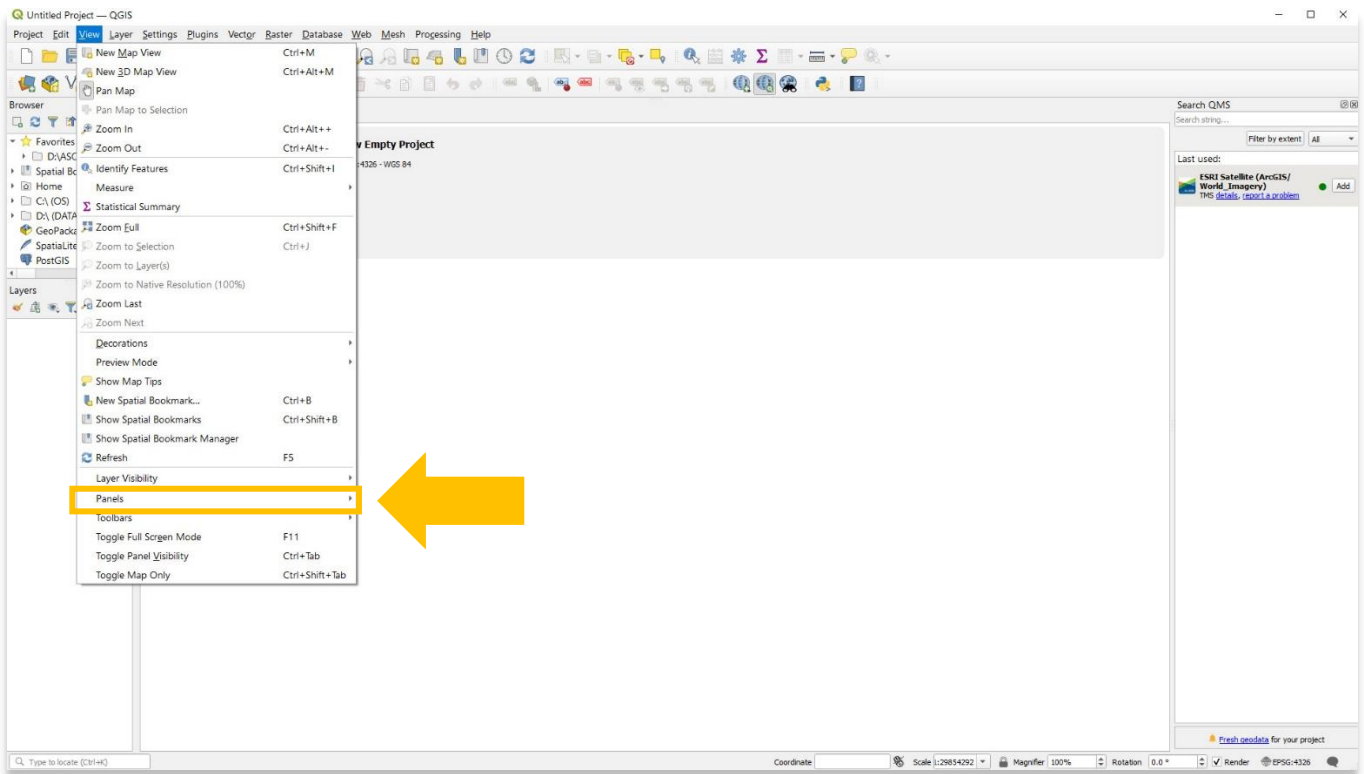 Untitled Project — QGIS
Project Edit View Layer Settings Plugins Vector Raster Database Web Mesh Processing Help
New Map View Ctrl+M
New 3D Map View Ctrl+Alt+M
Pan Map
Pan Map to Selection
Zoom In Ctrl+Alt++
Zoom Out Ctrl+Alt+-
Identify Features Ctrl+Shift+I
Measure
Statistical Summary
Zoom Full Ctrl+Shift+F
Zoom to Selection Ctrl+J
Zoom to Layer(s)
Zoom to Native Resolution (100%)
Zoom Last
Zoom Next
Decorations
Preview Mode
Show Map Tips
New Spatial Bookmark... Ctrl+B
Show Spatial Bookmarks Ctrl+Shift+B
Show Spatial Bookmark Manager
Refresh F5
Layer Visibility
Panels
Toolbars
Toggle Full Screen Mode F11
Toggle Panel Visibility Ctrl+Tab
Toggle Map Only Ctrl+Shift+Tab
Browser
Favorites
D:\ASC
Spatial Bo
Home
C:\ (OS)
D:\ (DATA
GeoPacka
SpatiaLite
PostGIS
Layers
Empty Project
:4326 - WGS 84
Search QMS
Search string...
Filter by extent All
Last used:
ESRI Satellite (ArcGIS/
World_Imagery) Add
TMS details, report a problem
Fresh geodata for your project
Type to locate (Ctrl+K)
Coordinate Scale 1:29854292 Magnifier 100% Rotation 0.0 ° Render EPSG:4326